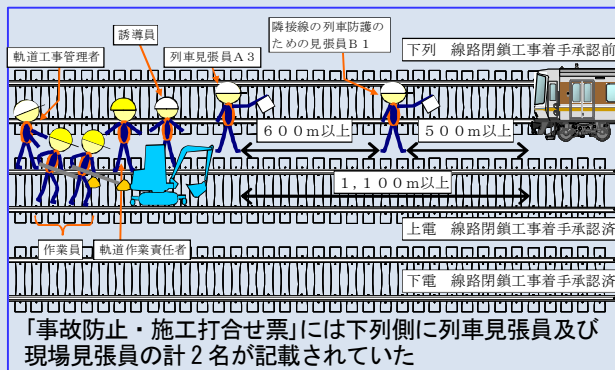 隣接線の列車防護の
ための見張員B1
誘導員
軌道工事管理者
列車見張員A3
下列 線路閉鎖工事着手承認前
600m以上
500m以上
1,100m以上
作業員
軌道作業責任者
上電 線路閉鎖工事着手承認済
下電 線路閉鎖工事着手承認済
「事故防止・施工打合せ票」には下列側に列車見張員及び
現場見張員の計2名が記載されていた